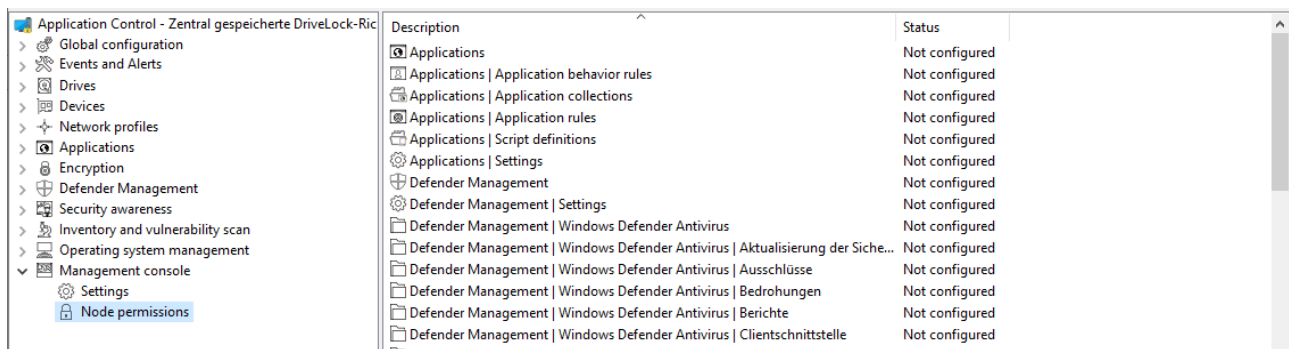 Application Control - Zentral gespeicherte DriveLock-Ric
Global configuration
Events and Alerts
Drives
Devices
Network profiles
Applications
Encryption
Defender Management
Security awareness
Inventory and vulnerability scan
Operating system management
Management console
Settings
Node permissions
Description Status
Applications Not configured
Applications | Application behavior rules Not configured
Applications | Application collections Not configured
Applications | Application rules Not configured
Applications | Script definitions Not configured
Applications | Settings Not configured
Defender Management Not configured
Defender Management | Settings Not configured
Defender Management | Windows Defender Antivirus Not configured
Defender Management | Windows Defender Antivirus | Aktualisierung der Siche... Not configured
Defender Management | Windows Defender Antivirus | Ausschlüsse Not configured
Defender Management | Windows Defender Antivirus | Bedrohungen Not configured
Defender Management | Windows Defender Antivirus | Berichte Not configured
Defender Management | Windows Defender Antivirus | Clientschnittstelle Not configured